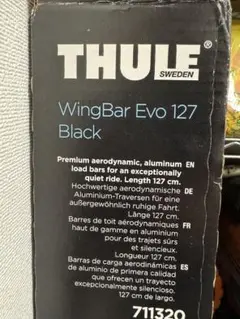 THULE®
SWEDEN
WingBar Evo 127
Black
Premium aerodynamic, aluminum EN
load bars for an exceptionally
quiet ride. Length 127 cm.
Hochwertige aerodynamische DE
Aluminium-Traversen für eine
außergewöhnlich ruhige Fahrt.
Länge 127 cm.
Barres de toit aérodynamiques FR
haut de gamme en aluminium
pour des trajets sûrs
et silencieux.
Longueur 127 cm.
Barras de carga aerodinámicas ES
de aluminio de primera calidad
que ofrecen un trayecto
excepcionalmente silencioso.
127 cm de largo.
711320